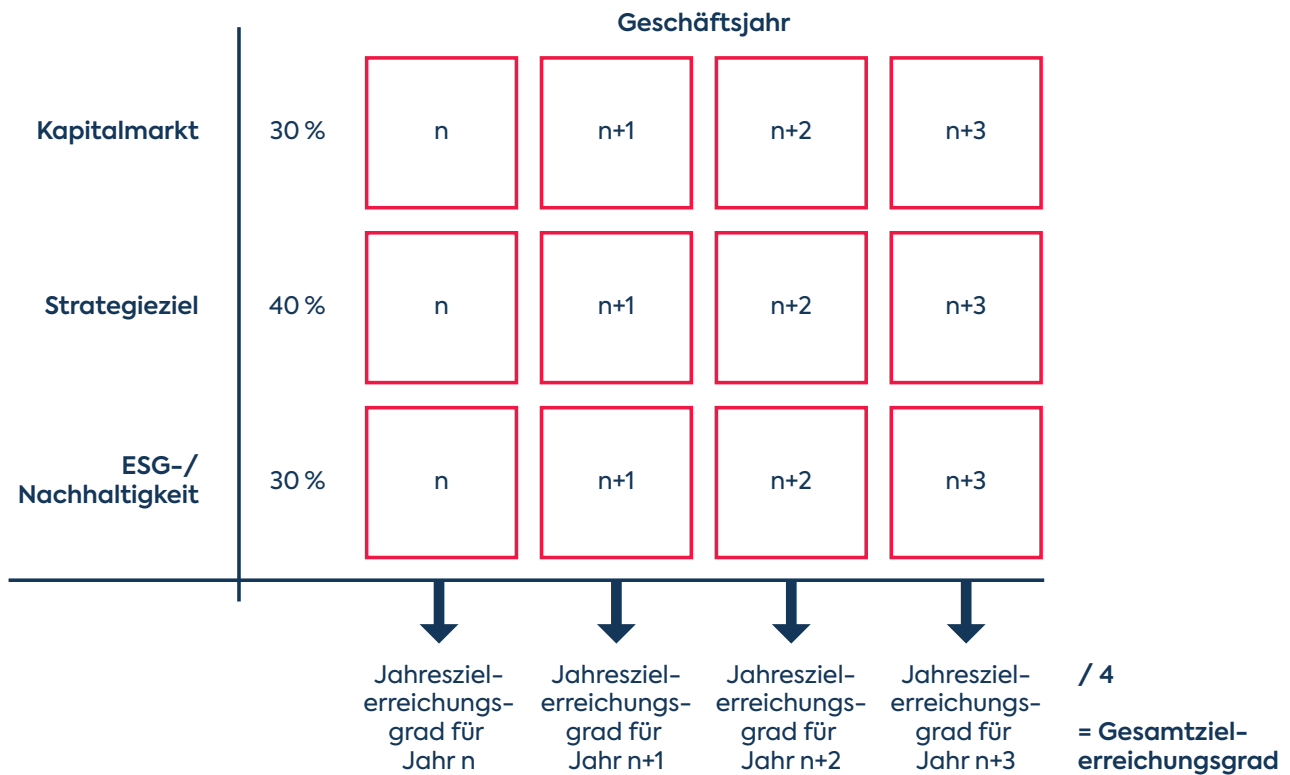 Geschäftsjahr
Kapitalmarkt 30 % n n+1 n+2 n+3
Strategieziel 40 % n n+1 n+2 n+3
ESG-/
Nachhaltigkeit 30 % n n+1 n+2 n+3
Jahresziel-
erreichungs-
grad für
Jahr n
Jahresziel-
erreichungs-
grad für
Jahr n+1
Jahresziel-
erreichungs-
grad für
Jahr n+2
Jahresziel-
erreichungs-
grad für
Jahr n+3
/ 4
= Gesamtziel-
erreichungsgrad